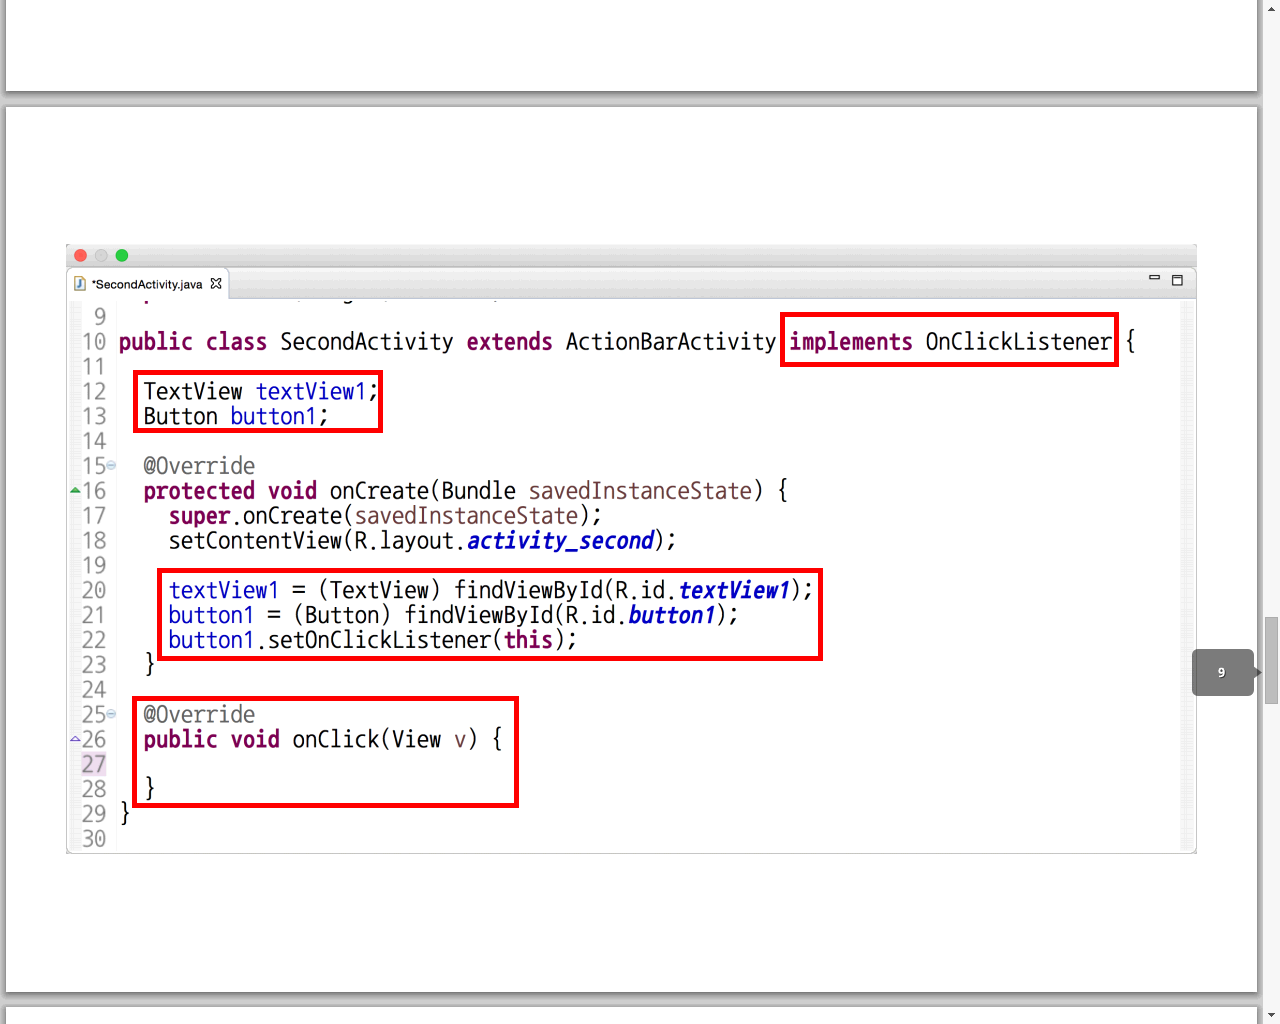 *SecondActivity.java
9
10 public class SecondActivity extends ActionBarActivity implements OnClickListener {
11
12 TextView textView1;
13 Button button1;
14
15 @Override
16 protected void onCreate(Bundle savedInstanceState) {
17 super.onCreate(savedInstanceState);
18 setContentView(R.layout.activity_second);
19
20 textView1 = (TextView) findViewById(R.id.textView1);
21 button1 = (Button) findViewById(R.id.button1);
22 button1.setOnClickListener(this);
23 }
24
25 @Override
26 public void onClick(View v) {
27
28 }
29 }
30
9